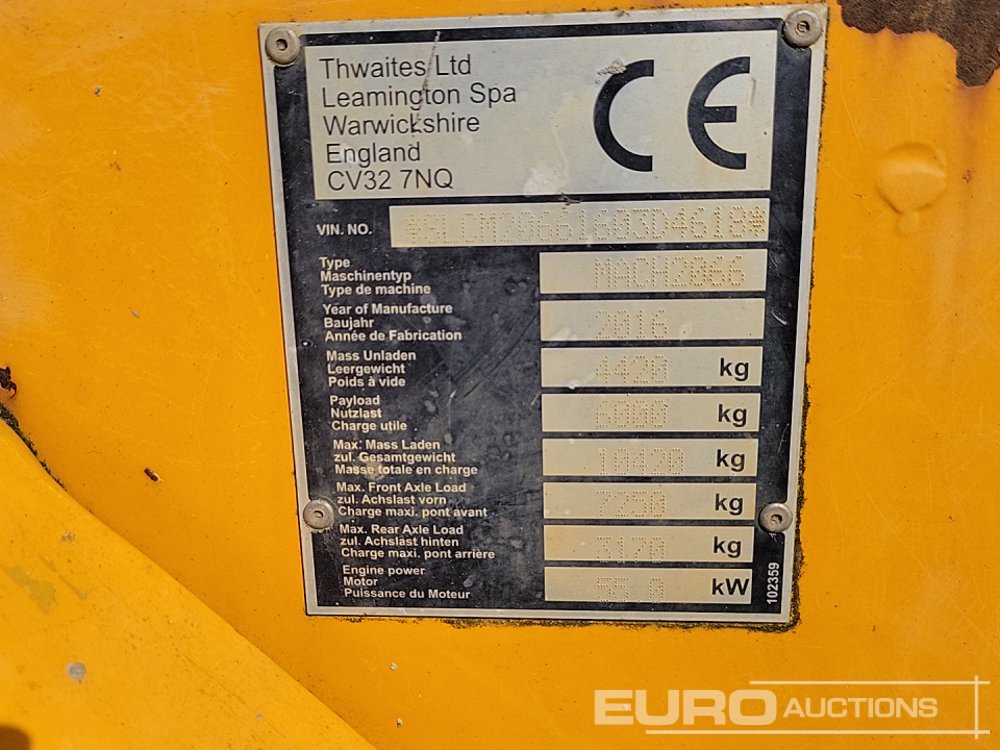 Thwaites Ltd
Leamington Spa
Warwickshire
England
CV32 7NQ
CE
VIN. NO. *SLCM20661603D4618*
Type
Maschinentyp
Type de machine
MACH2066
Year of Manufacture
Baujahr
Année de Fabrication
2016
Mass Unladen
Leergewicht
Poids à vide
4420 kg
Payload
Nutzlast
Charge utile
6000 kg
Max. Mass Laden
zul. Gesamtgewicht
Masse totale en charge
10420 kg
Max. Front Axle Load
zul. Achslast vorn
Charge maxi. pont avant
7250 kg
Max. Rear Axle Load
zul. Achslast hinten
Charge maxi. pont arrière
3170 kg
Engine power
Motor
Puissance du Moteur
kW
102359
EURO AUCTIONS